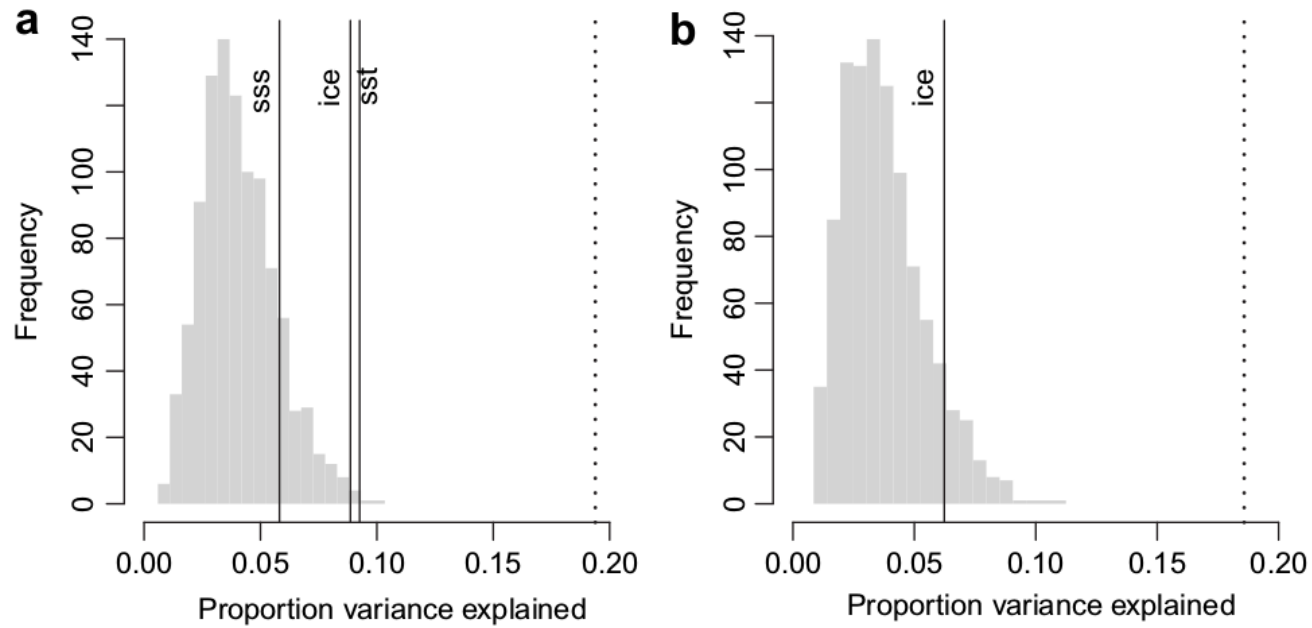 a
Frequency
0
20
40
60
80
100
140
sss
ice
sst
0.00 0.05 0.10 0.15 0.20
Proportion variance explained
b
Frequency
0
20
40
60
80
100
140
ice
0.00 0.05 0.10 0.15 0.20
Proportion variance explained